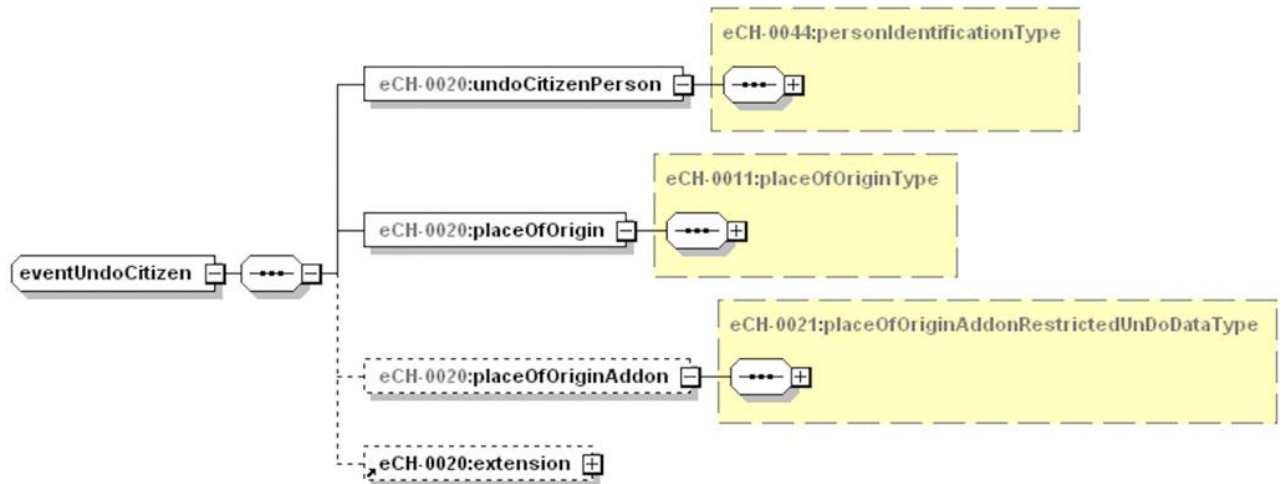 eCH-0044:personIdentificationType
eCH-0020:undoCitizenPerson
eCH-0011:placeOfOriginType
eCH-0020:placeOfOrigin
eventUndoCitizen
eCH-0021:placeOfOriginAddonRestrictedUnDoDataType
eCH-0020:placeOfOriginAddon
eCH-0020:extension